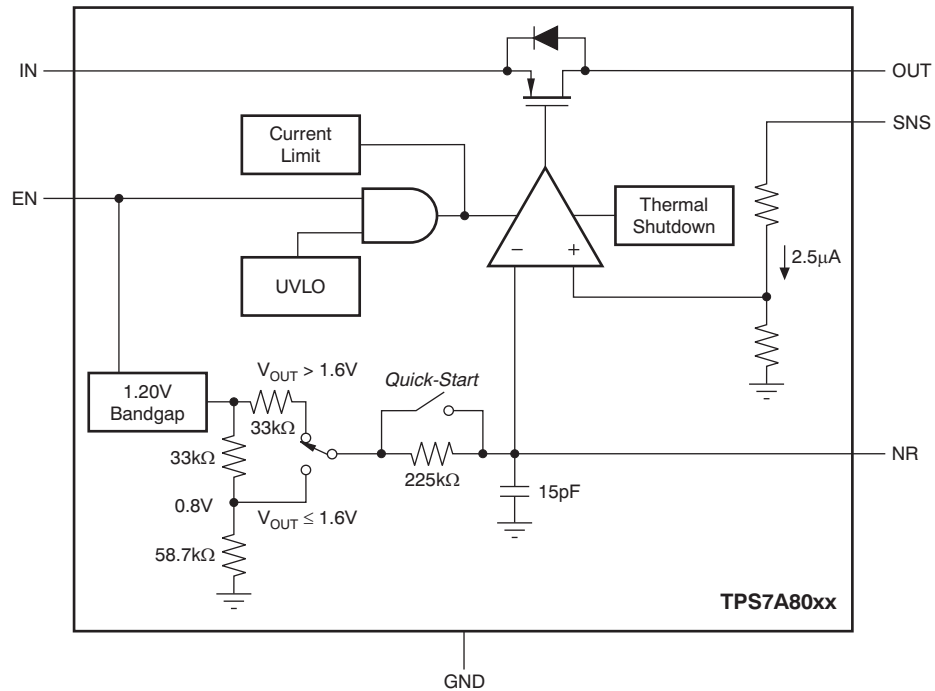 IN
OUT
SNS
Current
Limit
EN
Thermal
Shutdown
− +
2.5μA
UVLO
V_OUT > 1.6V
Quick-Start
1.20V
Bandgap
33kΩ
33kΩ
225kΩ
NR
15pF
0.8V
V_OUT ≤ 1.6V
58.7kΩ
TPS7A80xx
GND